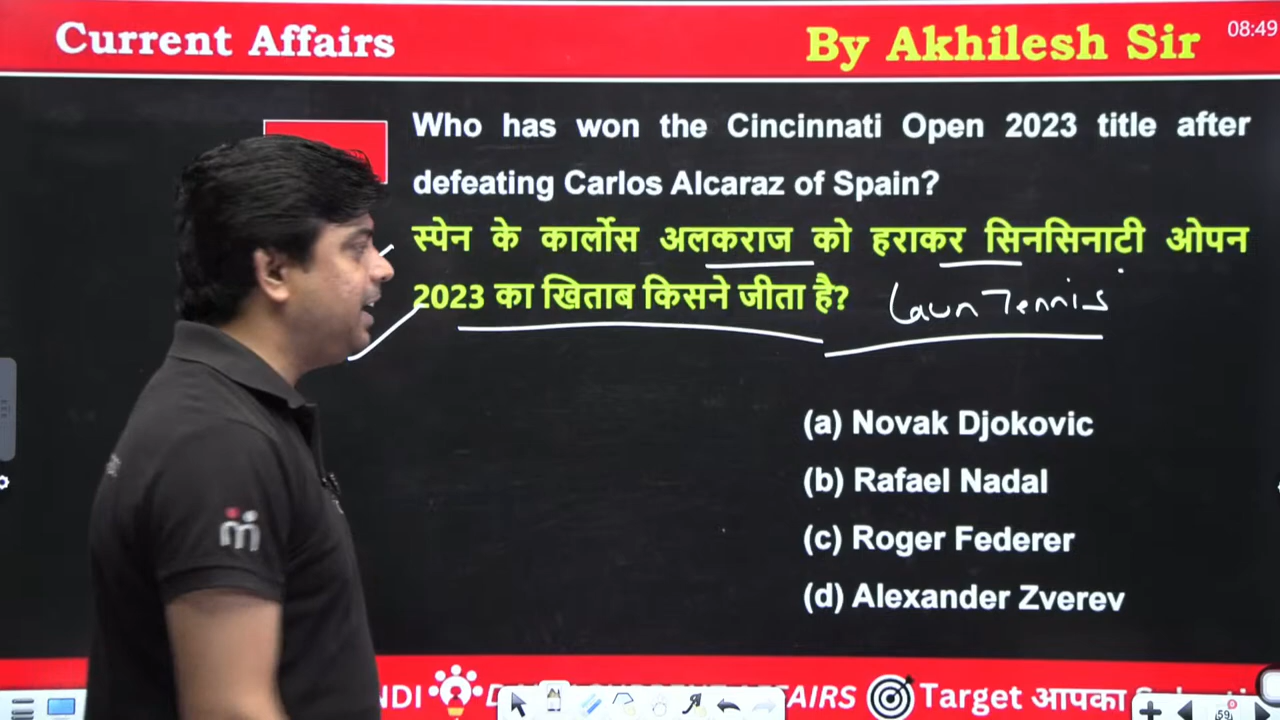 Current Affairs
By Akhilesh Sir
08:49
Who has won the Cincinnati Open 2023 title after
defeating Carlos Alcaraz of Spain?
स्पेन के कार्लोस अलकराज को हराकर सिनसिनाटी ओपन
2023 का खिताब किसने जीता है?
Lawn Tennis
(a) Novak Djokovic
(b) Rafael Nadal
(c) Roger Federer
(d) Alexander Zverev
Target आपका
59